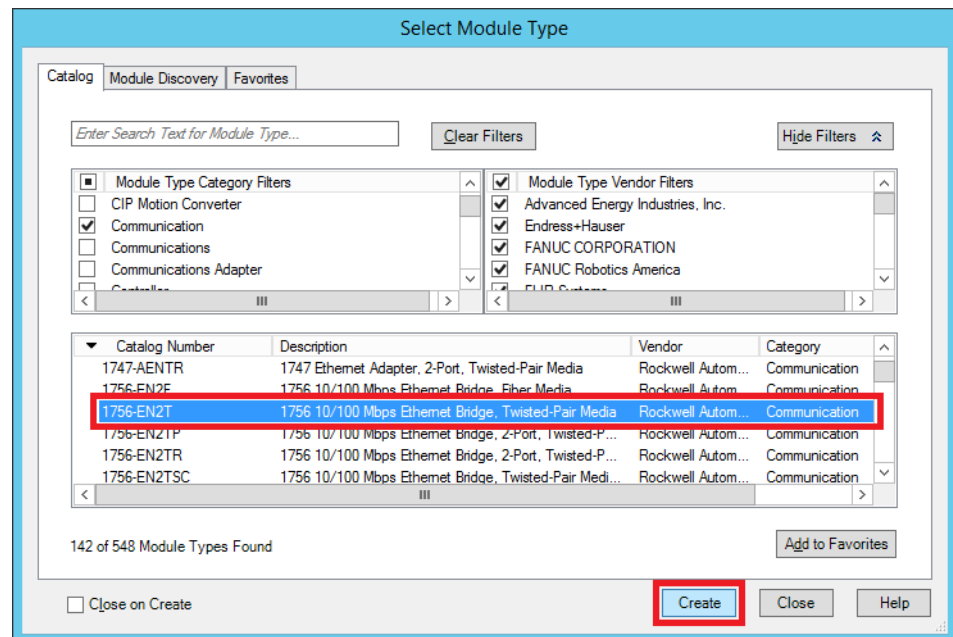 Select Module Type
Catalog Module Discovery Favorites
Enter Search Text for Module Type... Clear Filters Hide Filters
Module Type Category Filters Module Type Vendor Filters
CIP Motion Converter Advanced Energy Industries, Inc.
Communication Endress+Hauser
Communications FANUC CORPORATION
Communications Adapter FANUC Robotics America
Controller FLIR Systems
Catalog Number Description Vendor Category
1747-AENTR 1747 Ethernet Adapter, 2-Port, Twisted-Pair Media Rockwell Autom... Communication
1756-EN2F 1756 10/100 Mbps Ethernet Bridge, Fiber Media Rockwell Autom... Communication
1756-EN2T 1756 10/100 Mbps Ethernet Bridge, Twisted-Pair Media Rockwell Autom... Communication
1756-EN2TP 1756 10/100 Mbps Ethernet Bridge, 2-Port, Twisted-P... Rockwell Autom... Communication
1756-EN2TR 1756 10/100 Mbps Ethernet Bridge, 2-Port, Twisted-P... Rockwell Autom... Communication
1756-EN2TSC 1756 10/100 Mbps Ethernet Bridge, Twisted-Pair Medi... Rockwell Autom... Communication
142 of 548 Module Types Found Add to Favorites
Close on Create Create Close Help